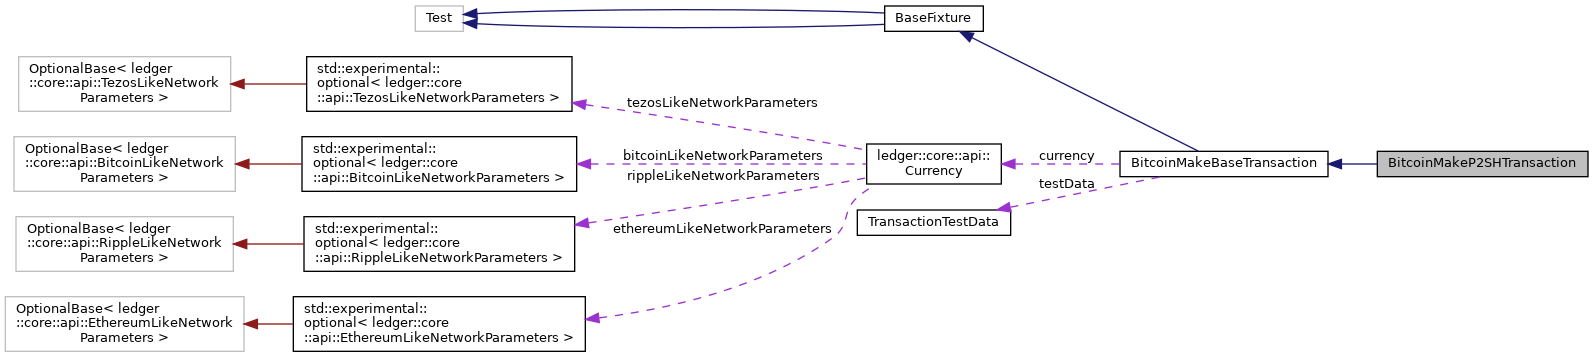 Test
BaseFixture
OptionalBase< ledger
::core::api::TezosLikeNetwork
Parameters >
std::experimental::
optional< ledger::core
::api::TezosLikeNetworkParameters >
tezosLikeNetworkParameters
OptionalBase< ledger
::core::api::BitcoinLikeNetwork
Parameters >
std::experimental::
optional< ledger::core
::api::BitcoinLikeNetworkParameters >
bitcoinLikeNetworkParameters
rippleLikeNetworkParameters
ledger::core::api::
Currency
currency
testData
BitcoinMakeBaseTransaction
BitcoinMakeP2SHTransaction
TransactionTestData
OptionalBase< ledger
::core::api::RippleLikeNetwork
Parameters >
std::experimental::
optional< ledger::core
::api::RippleLikeNetworkParameters >
ethereumLikeNetworkParameters
OptionalBase< ledger
::core::api::EthereumLikeNetwork
Parameters >
std::experimental::
optional< ledger::core
::api::EthereumLikeNetworkParameters >